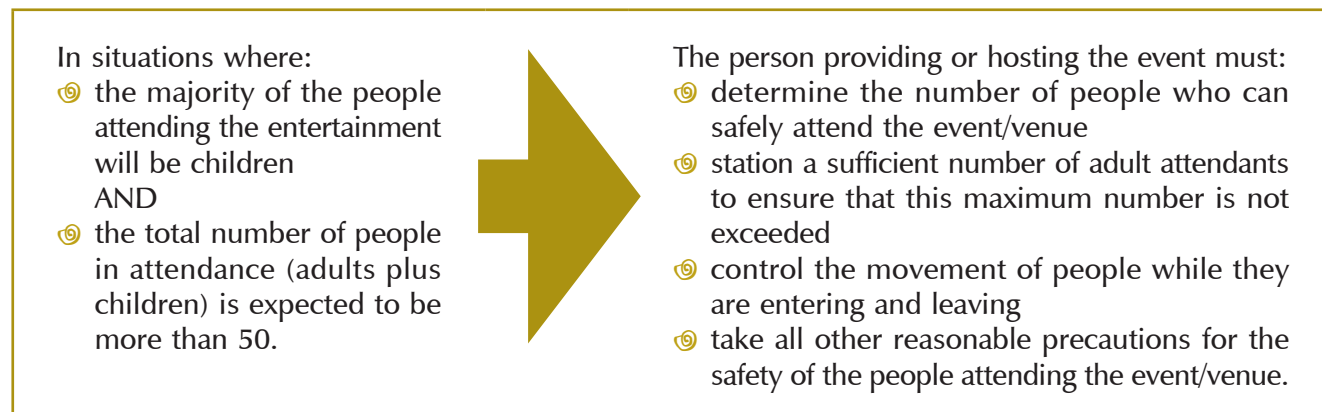 In situations where:
the majority of the people
attending the entertainment
will be children
AND
the total number of people
in attendance (adults plus
children) is expected to be
more than 50.
The person providing or hosting the event must:
determine the number of people who can
safely attend the event/venue
station a sufficient number of adult attendants
to ensure that this maximum number is not
exceeded
control the movement of people while they
are entering and leaving
take all other reasonable precautions for the
safety of the people attending the event/venue.